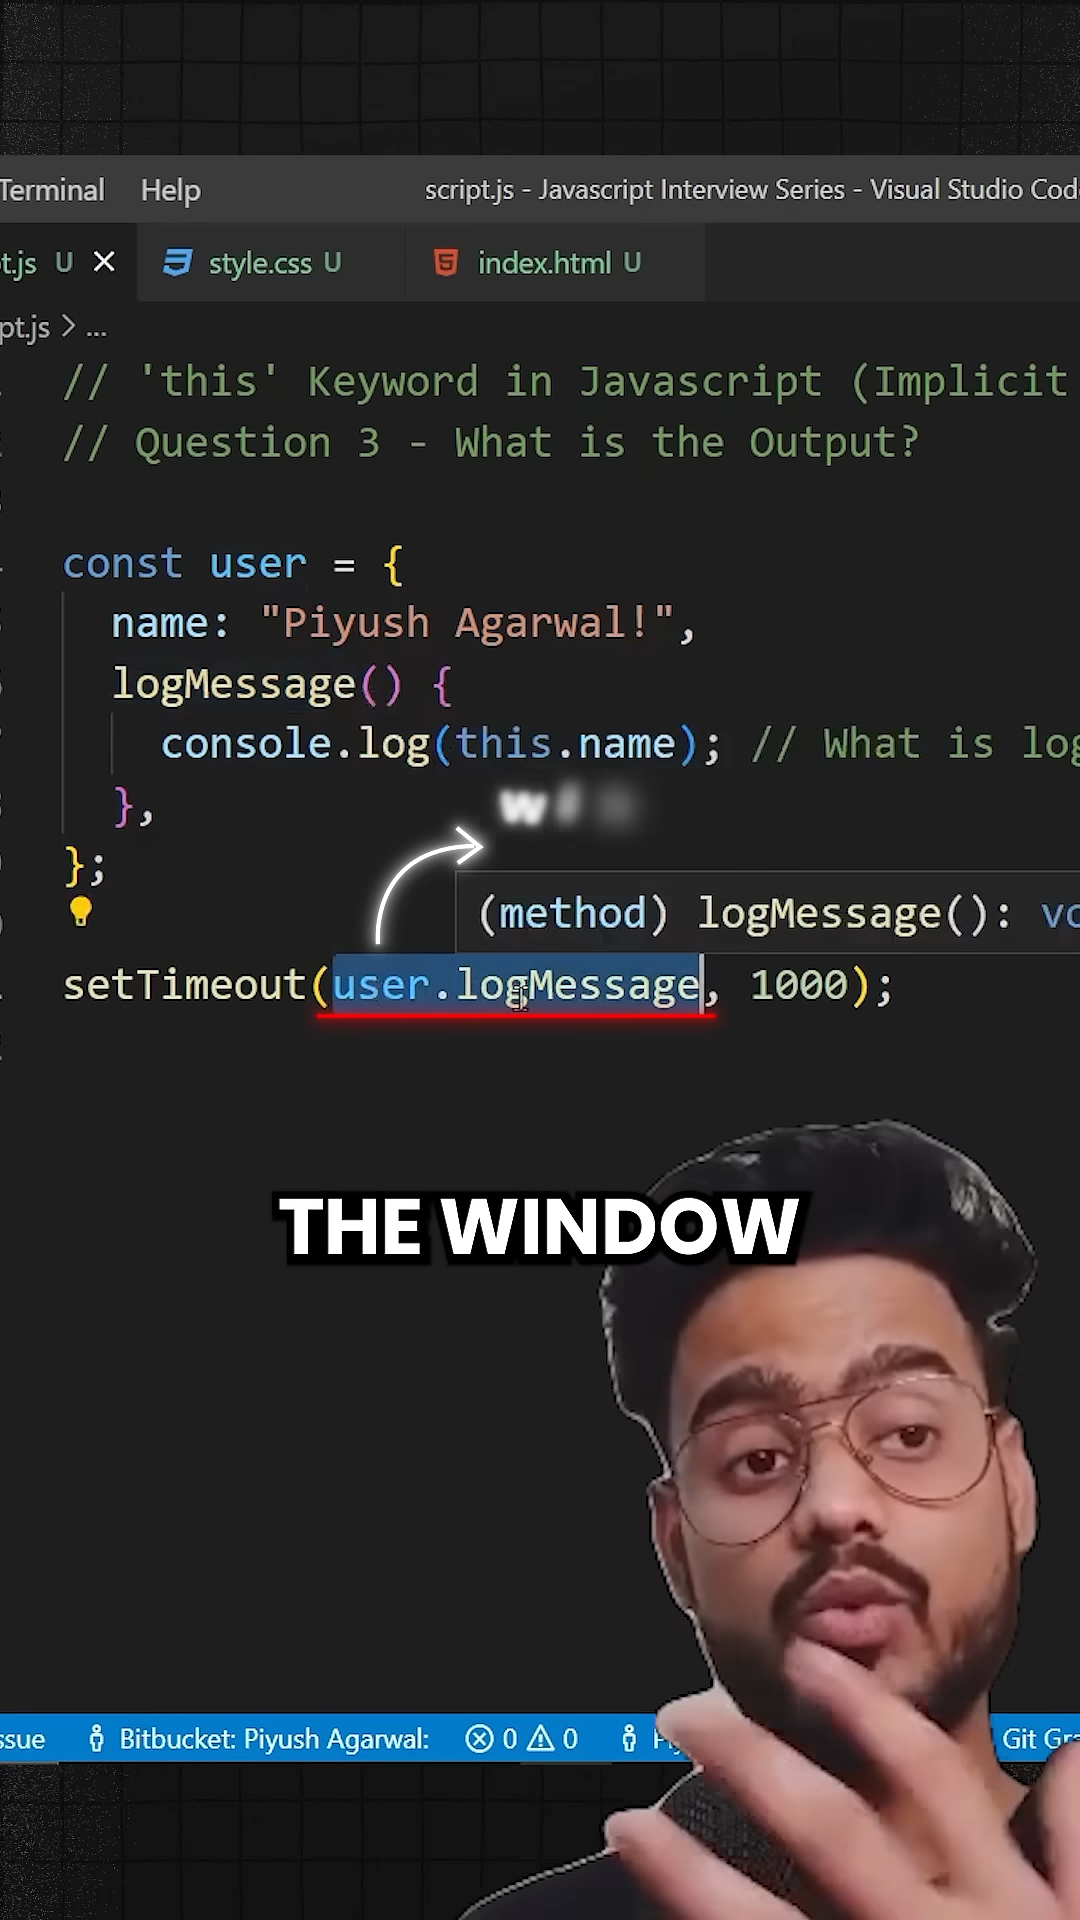 Terminal Help script.js - Javascript Interview Series - Visual Studio Cod
t.js U style.css U index.html U
pt.js > ...
// 'this' Keyword in Javascript (Implicit
// Question 3 - What is the Output?
const user = {
name: "Piyush Agarwal!",
logMessage() {
console.log(this.name); // What is log
},
};
(method) logMessage(): vo
setTimeout(user.logMessage, 1000);
THE WINDOW
ssue Bitbucket: Piyush Agarwal: 0 0 Git Gr